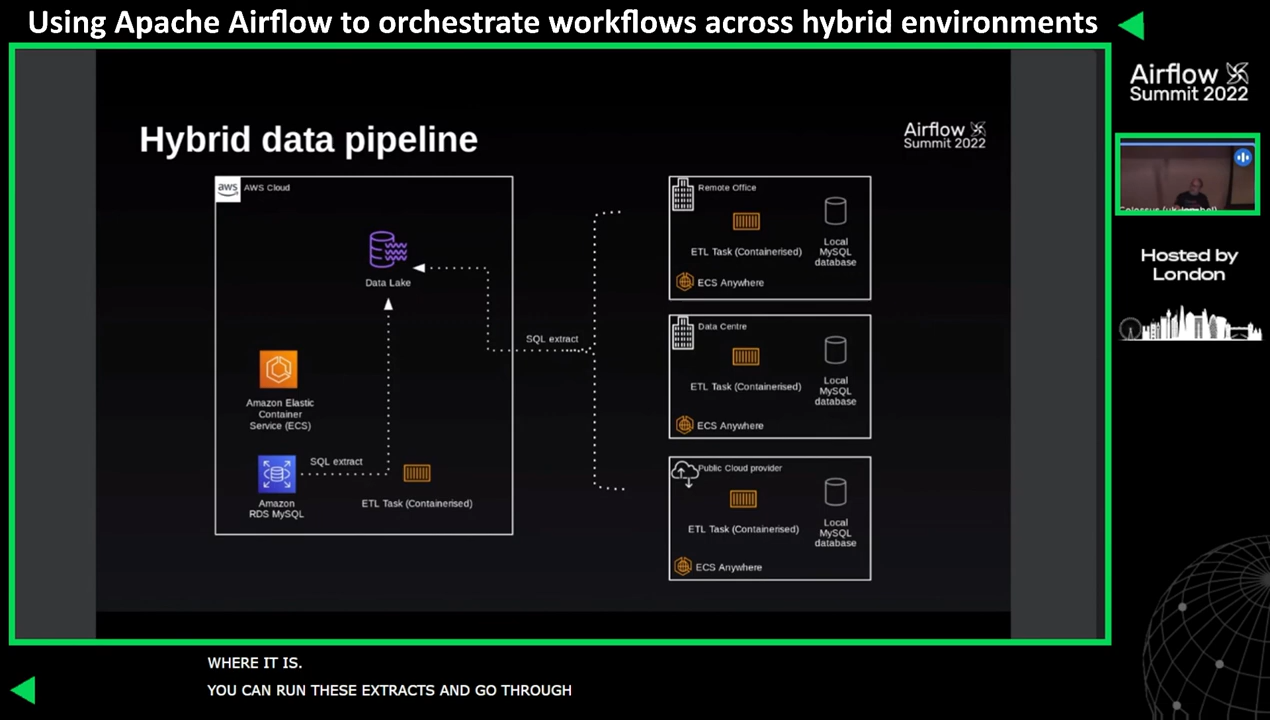 Using Apache Airflow to orchestrate workflows across hybrid environments
Airflow
Summit 2022
Hybrid data pipeline
Airflow
Summit 2022
aws
AWS Cloud
Data Lake
Amazon Elastic
Container
Service (ECS)
SQL extract
Amazon
RDS MySQL
ETL Task (Containerised)
SQL extract
Remote Office
ETL Task (Containerised)
Local
MySQL
database
ECS Anywhere
Data Centre
ETL Task (Containerised)
Local
MySQL
database
ECS Anywhere
Public Cloud provider
ETL Task (Containerised)
Local
MySQL
database
ECS Anywhere
Hosted by
London
WHERE IT IS.
YOU CAN RUN THESE EXTRACTS AND GO THROUGH